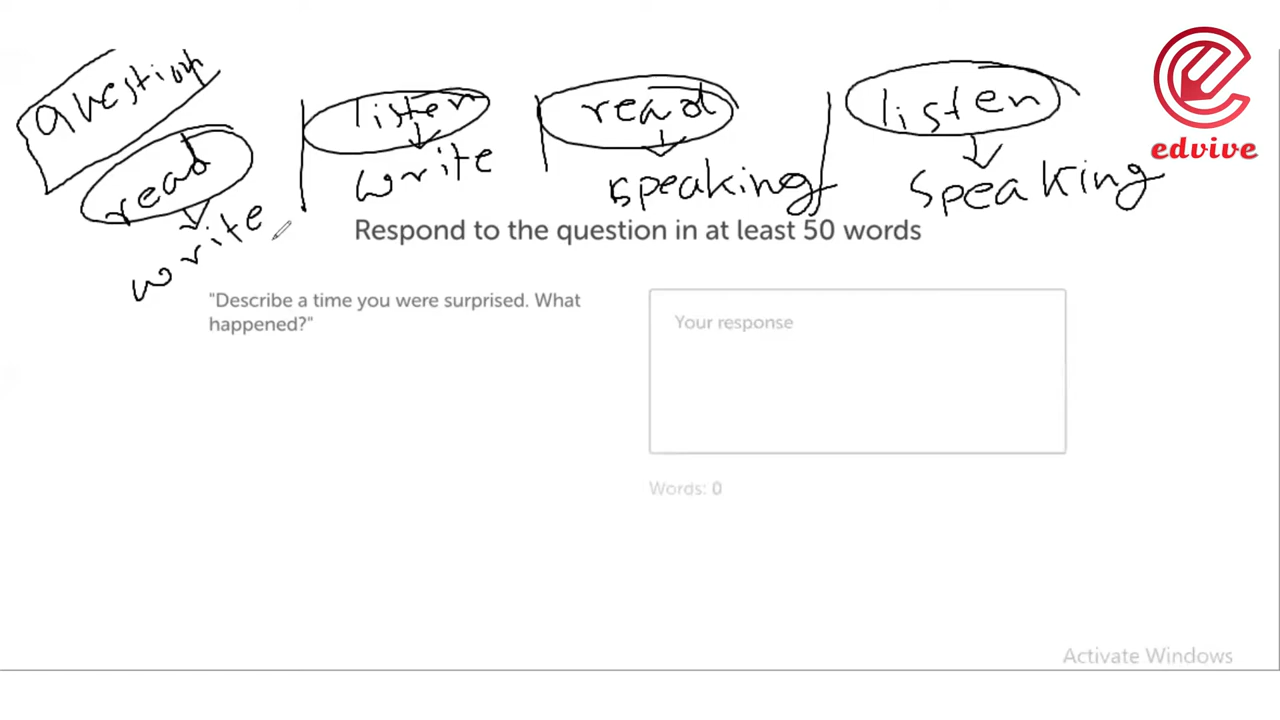 Question
read
write
listen
write
read
speaking
listen
speaking
edvive
Respond to the question in at least 50 words
"Describe a time you were surprised. What
happened?"
Your response
Words: 0
Activate Windows